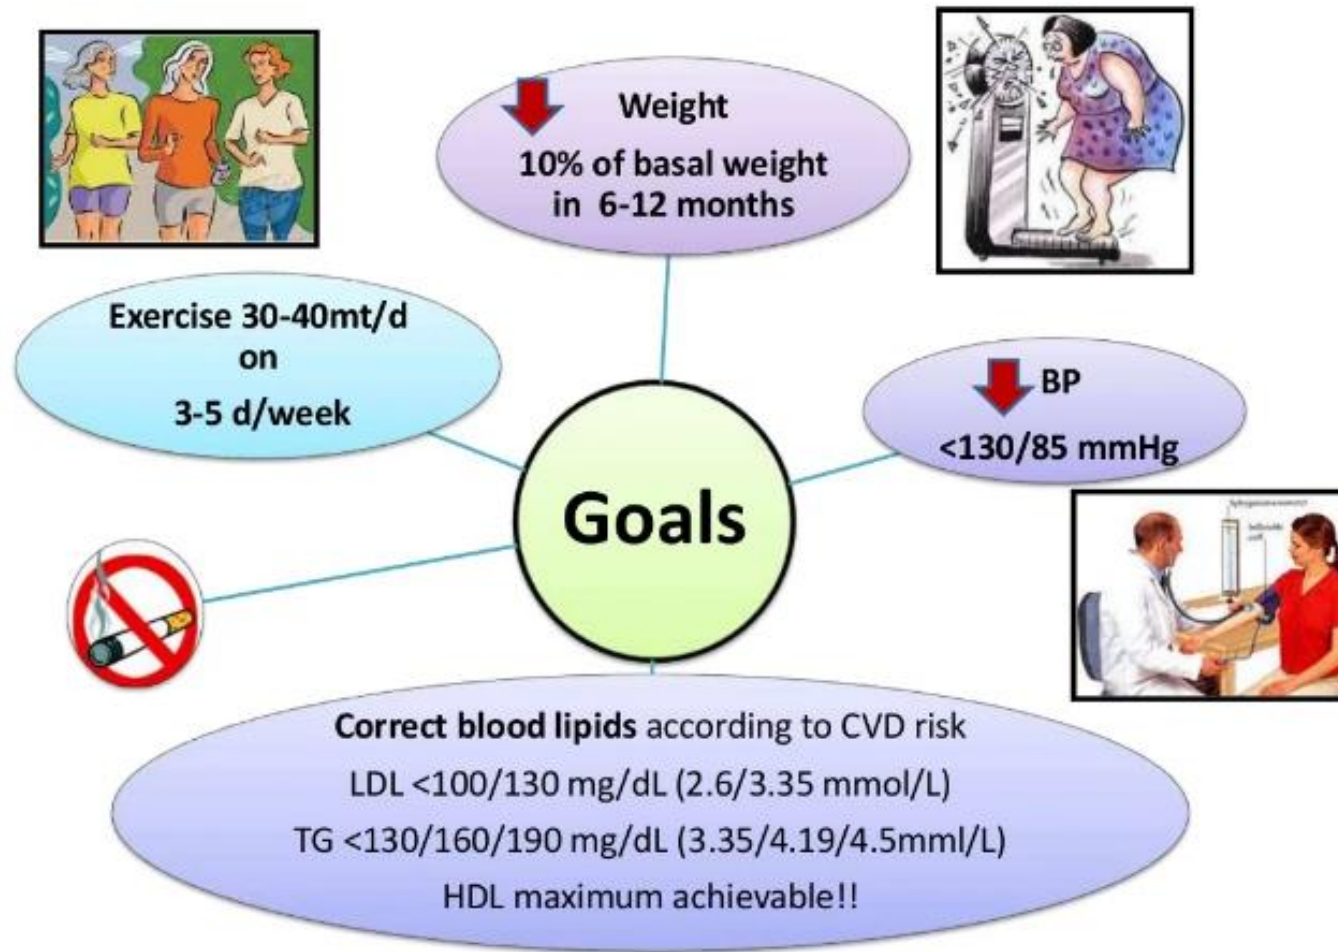 Weight
10% of basal weight
in 6-12 months
Exercise 30-40mt/d
on
3-5 d/week
BP
<130/85 mmHg
Goals
Correct blood lipids according to CVD risk
LDL <100/130 mg/dL (2.6/3.35 mmol/L)
TG <130/160/190 mg/dL (3.35/4.19/4.5mml/L)
HDL maximum achievable!!